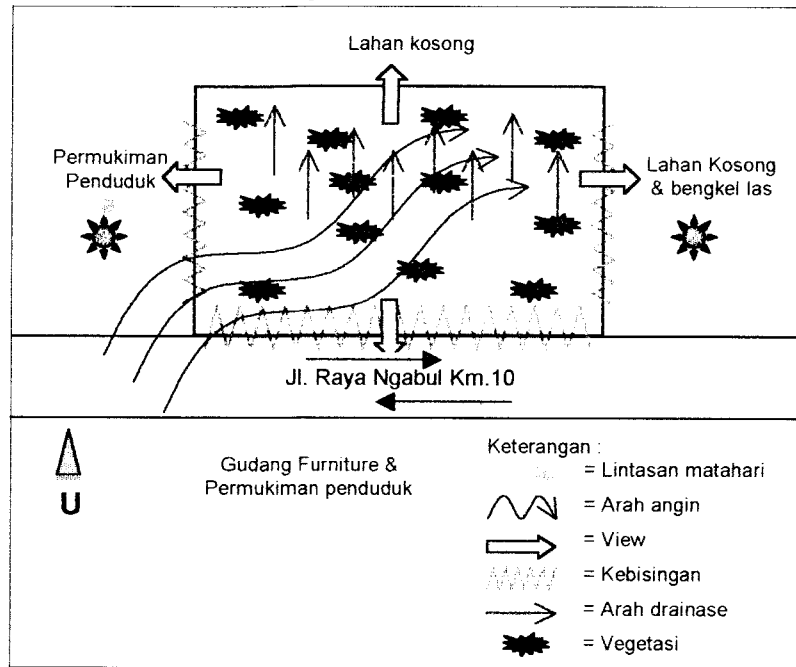 Lahan kosong
Permukiman
Penduduk
Lahan Kosong
& bengkel las
Jl. Raya Ngabul Km.10
U
Gudang Furniture &
Permukiman penduduk
Keterangan :
= Lintasan matahari
= Arah angin
= View
= Kebisingan
= Arah drainase
= Vegetasi